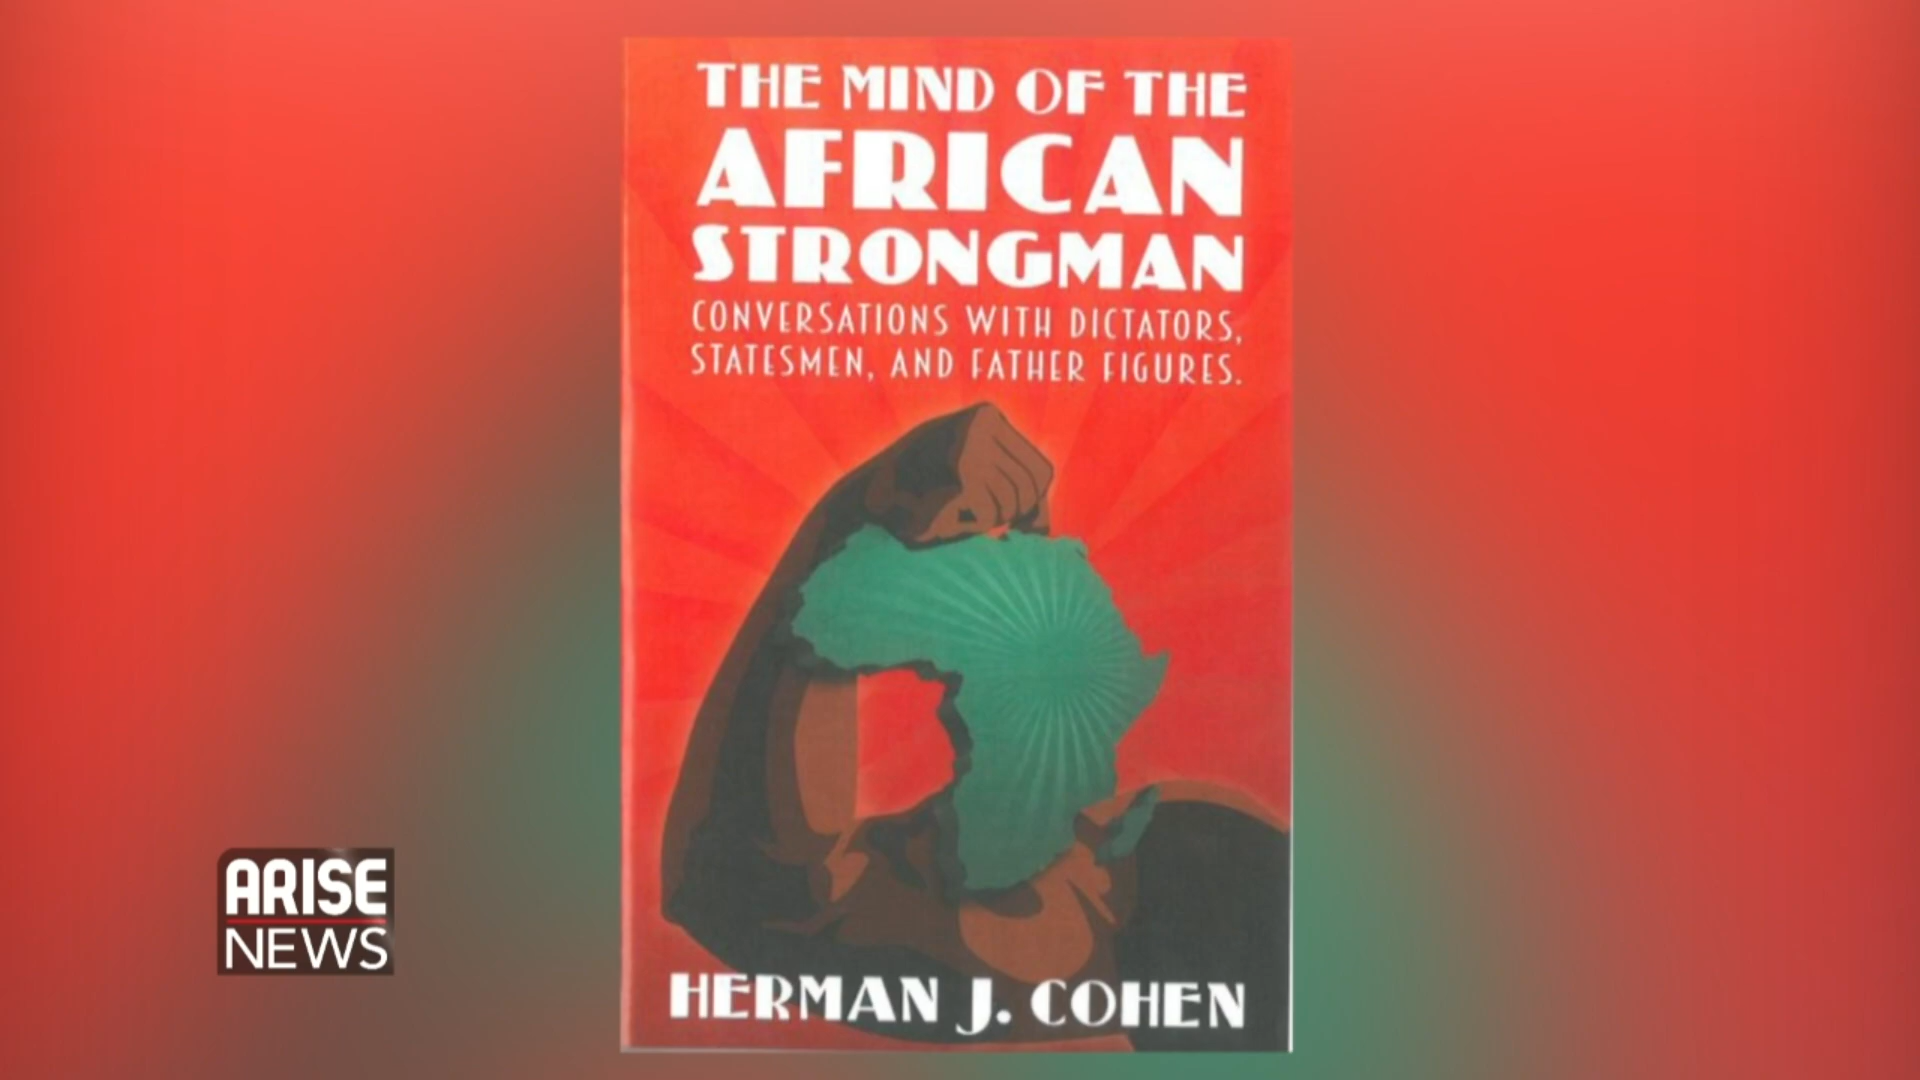 THE MIND OF THE
AFRICAN
STRONGMAN
CONVERSATIONS WITH DICTATORS,
STATESMEN, AND FATHER FIGURES.
HERMAN J. COHEN
ARISE
NEWS